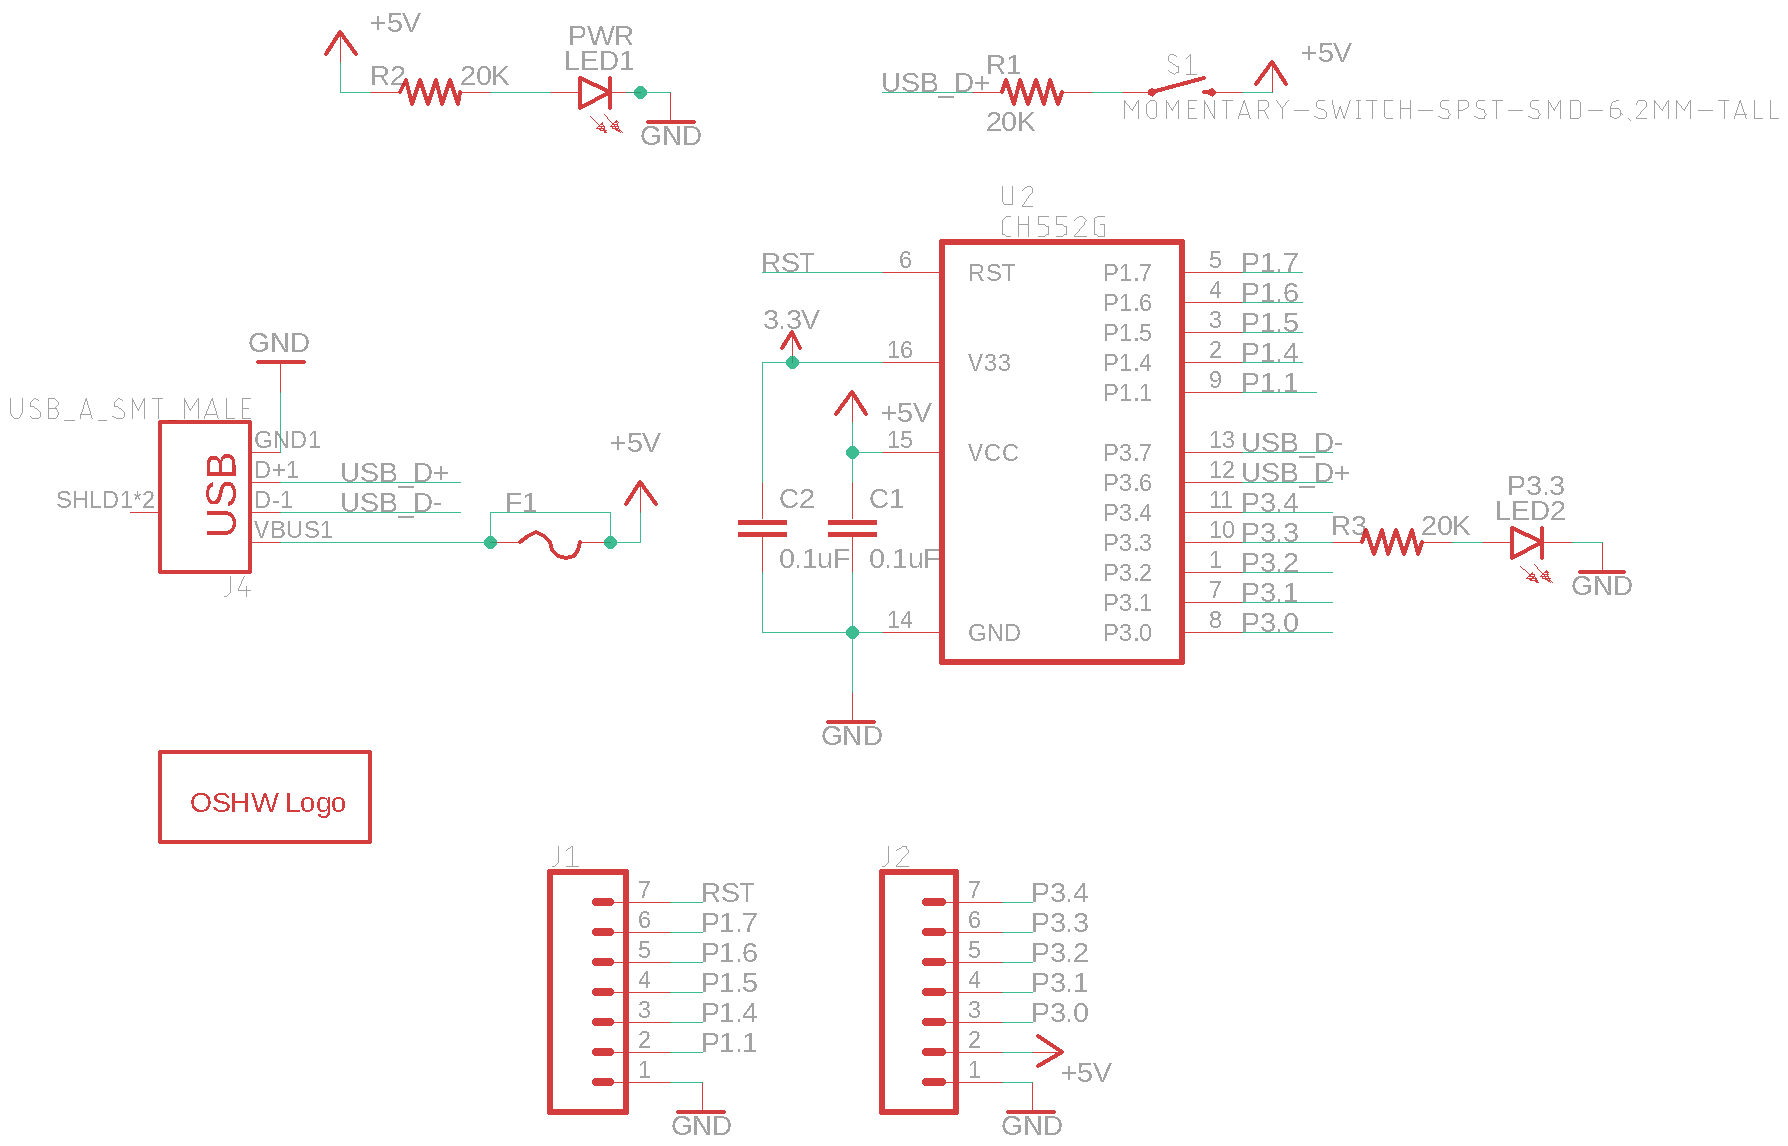 +5V
R2
20K
PWR
LED1
GND
USB_D+
R1
20K
S1
+5V
MOMENTARY-SWITCH-SPST-SMD-6.2MM-TALL
U2
CH552G
RST
6
RST
3.3V
16
V33
+5V
15
VCC
C2
0.1uF
C1
0.1uF
14
GND
GND
P1.7
5
P1.7
P1.6
4
P1.6
P1.5
3
P1.5
P1.4
2
P1.4
P1.1
9
P1.1
P3.7
13
USB_D-
P3.6
12
USB_D+
P3.4
11
P3.4
P3.3
10
P3.3
P3.2
1
P3.2
P3.1
7
P3.1
P3.0
8
P3.0
R3
20K
P3.3
LED2
GND
GND
USB_A_SMT_MALE
USB
GND1
D+1
USB_D+
D-1
USB_D-
VBUS1
SHLD1*2
J4
F1
+5V
OSHW Logo
J1
7
RST
6
P1.7
5
P1.6
4
P1.5
3
P1.4
2
P1.1
1
GND
J2
7
P3.4
6
P3.3
5
P3.2
4
P3.1
3
P3.0
2
+5V
1
GND